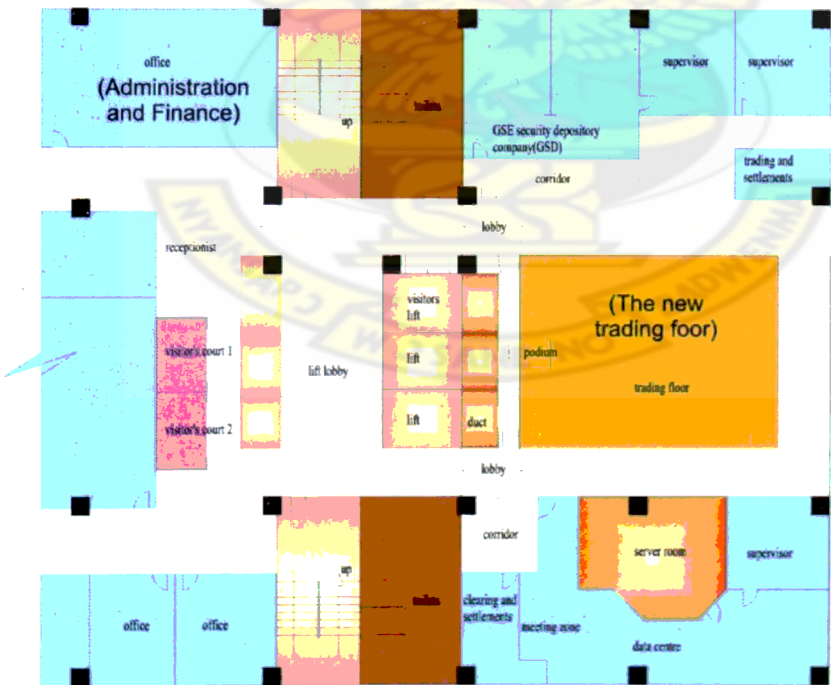 office
(Administration
and Finance)
up
toilets
GSE security depository
company(GSD)
corridor
supervisor
supervisor
trading and
settlements
lobby
receptionist
visitors
lift
(The new
trading foor)
visitor's court 1
lift lobby
lift
podium
trading floor
visitor's court 2
lift
duct
lobby
corridor
server room
supervisor
up
toilets
clearing and
settlements
office
office
meeting zone
data centre